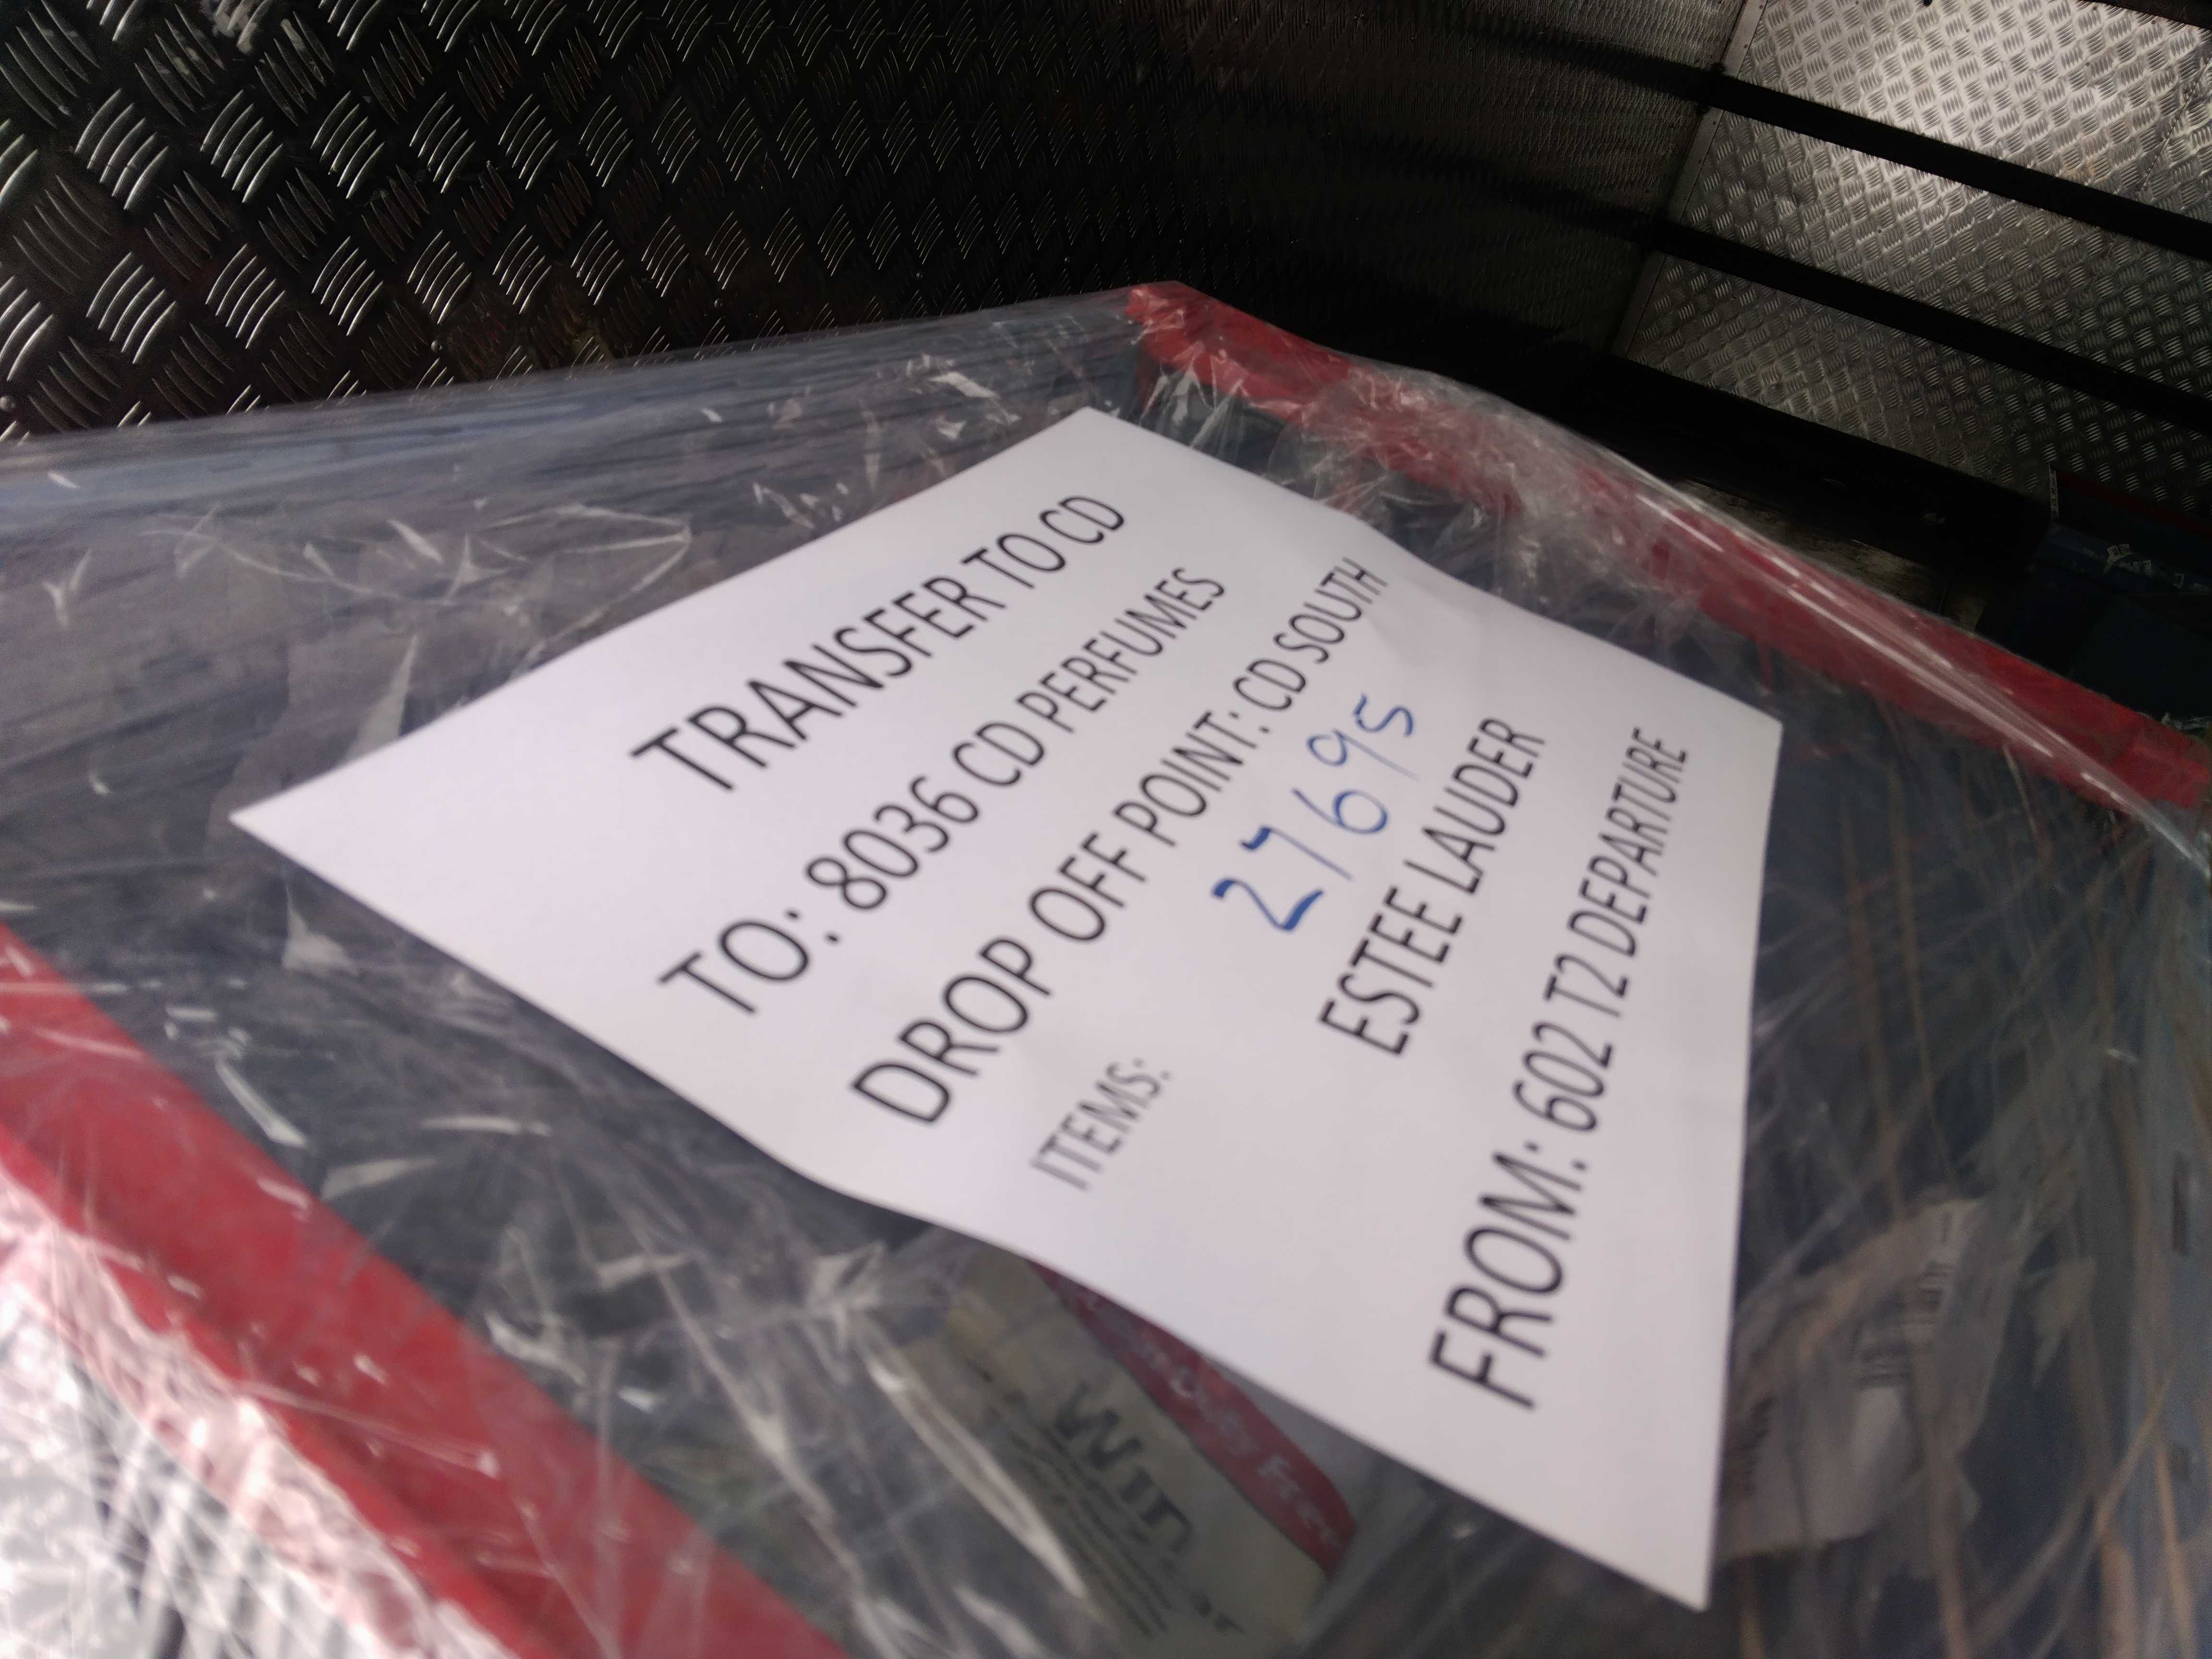 TRANSFER TO CD
TO: 8036 CD PERFUMES
DROP OFF POINT: CD SOUTH
27695
ITEMS:
ESTEE LAUDER
FROM: 602 T2 DEPARTURE
Win